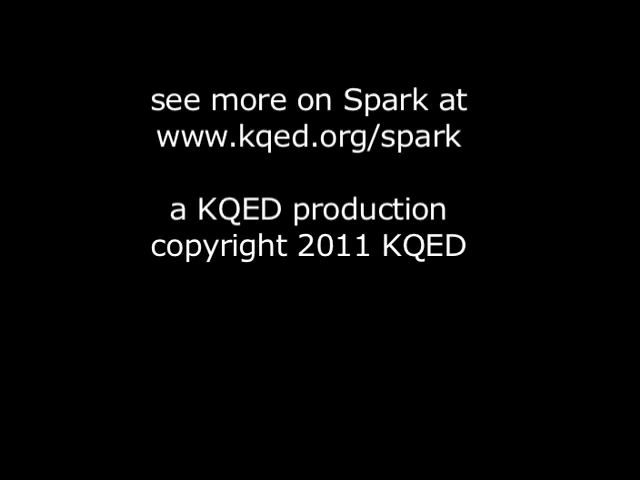 see more on Spark at
www.kqed.org/spark
a KQED production
copyright 2011 KQED